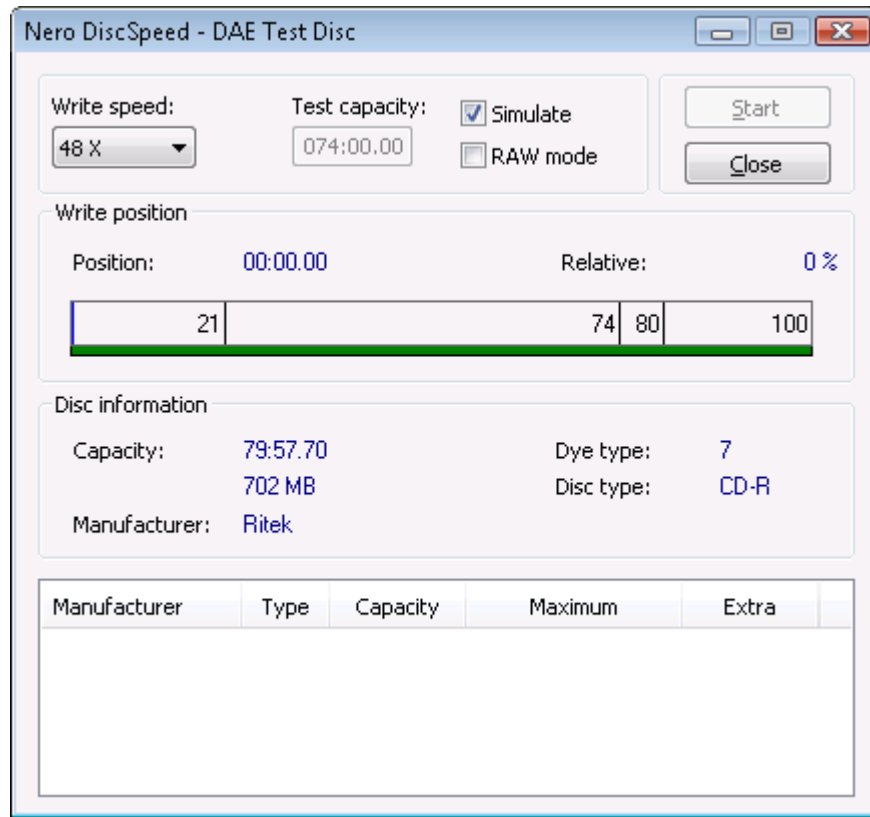 Nero DiscSpeed - DAE Test Disc
Write speed:
48 X
Test capacity:
074:00.00
Simulate
RAW mode
Start
Close
Write position
Position: 00:00.00 Relative: 0 %
21 74 80 100
Disc information
Capacity: 79:57.70 Dye type: 7
702 MB Disc type: CD-R
Manufacturer: Ritek
Manufacturer Type Capacity Maximum Extra